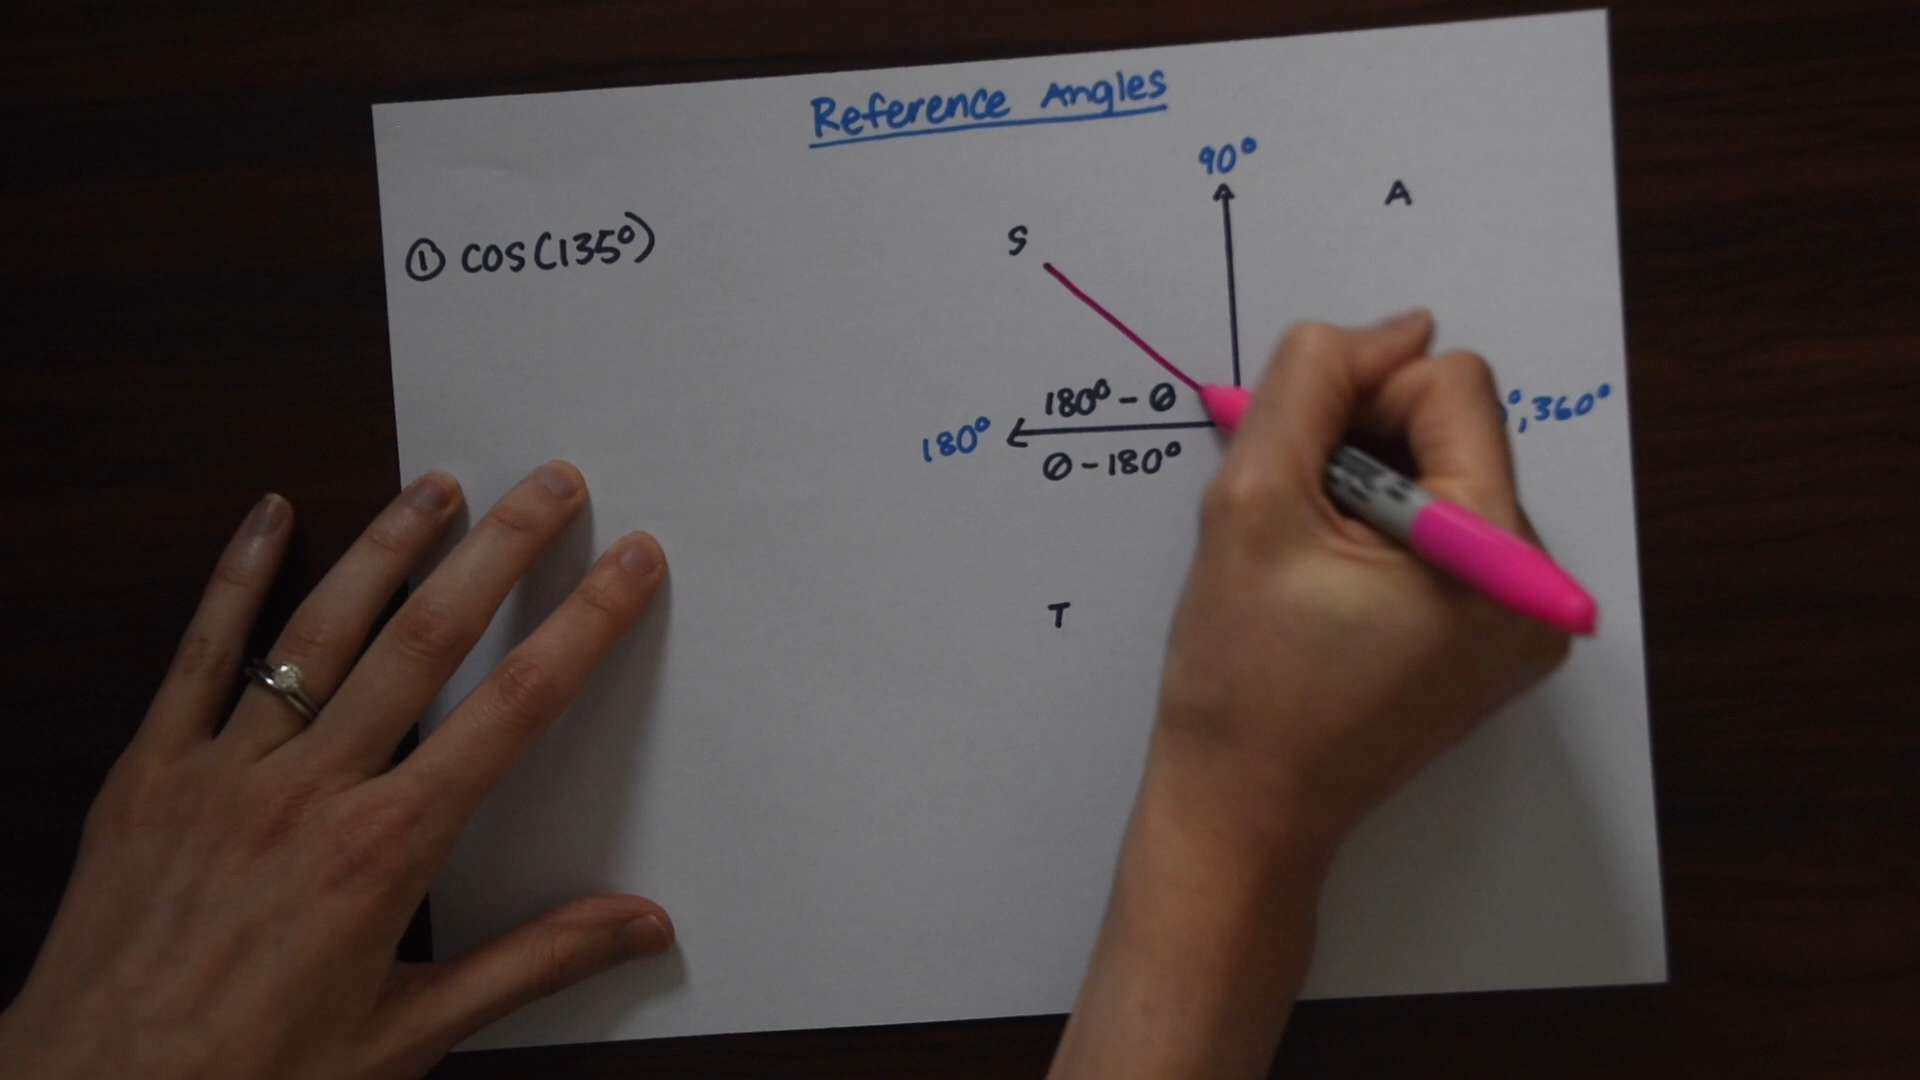 Reference Angles
90°
A
S
① cos(135°)
180° - θ
°, 360°
180°
θ - 180°
T